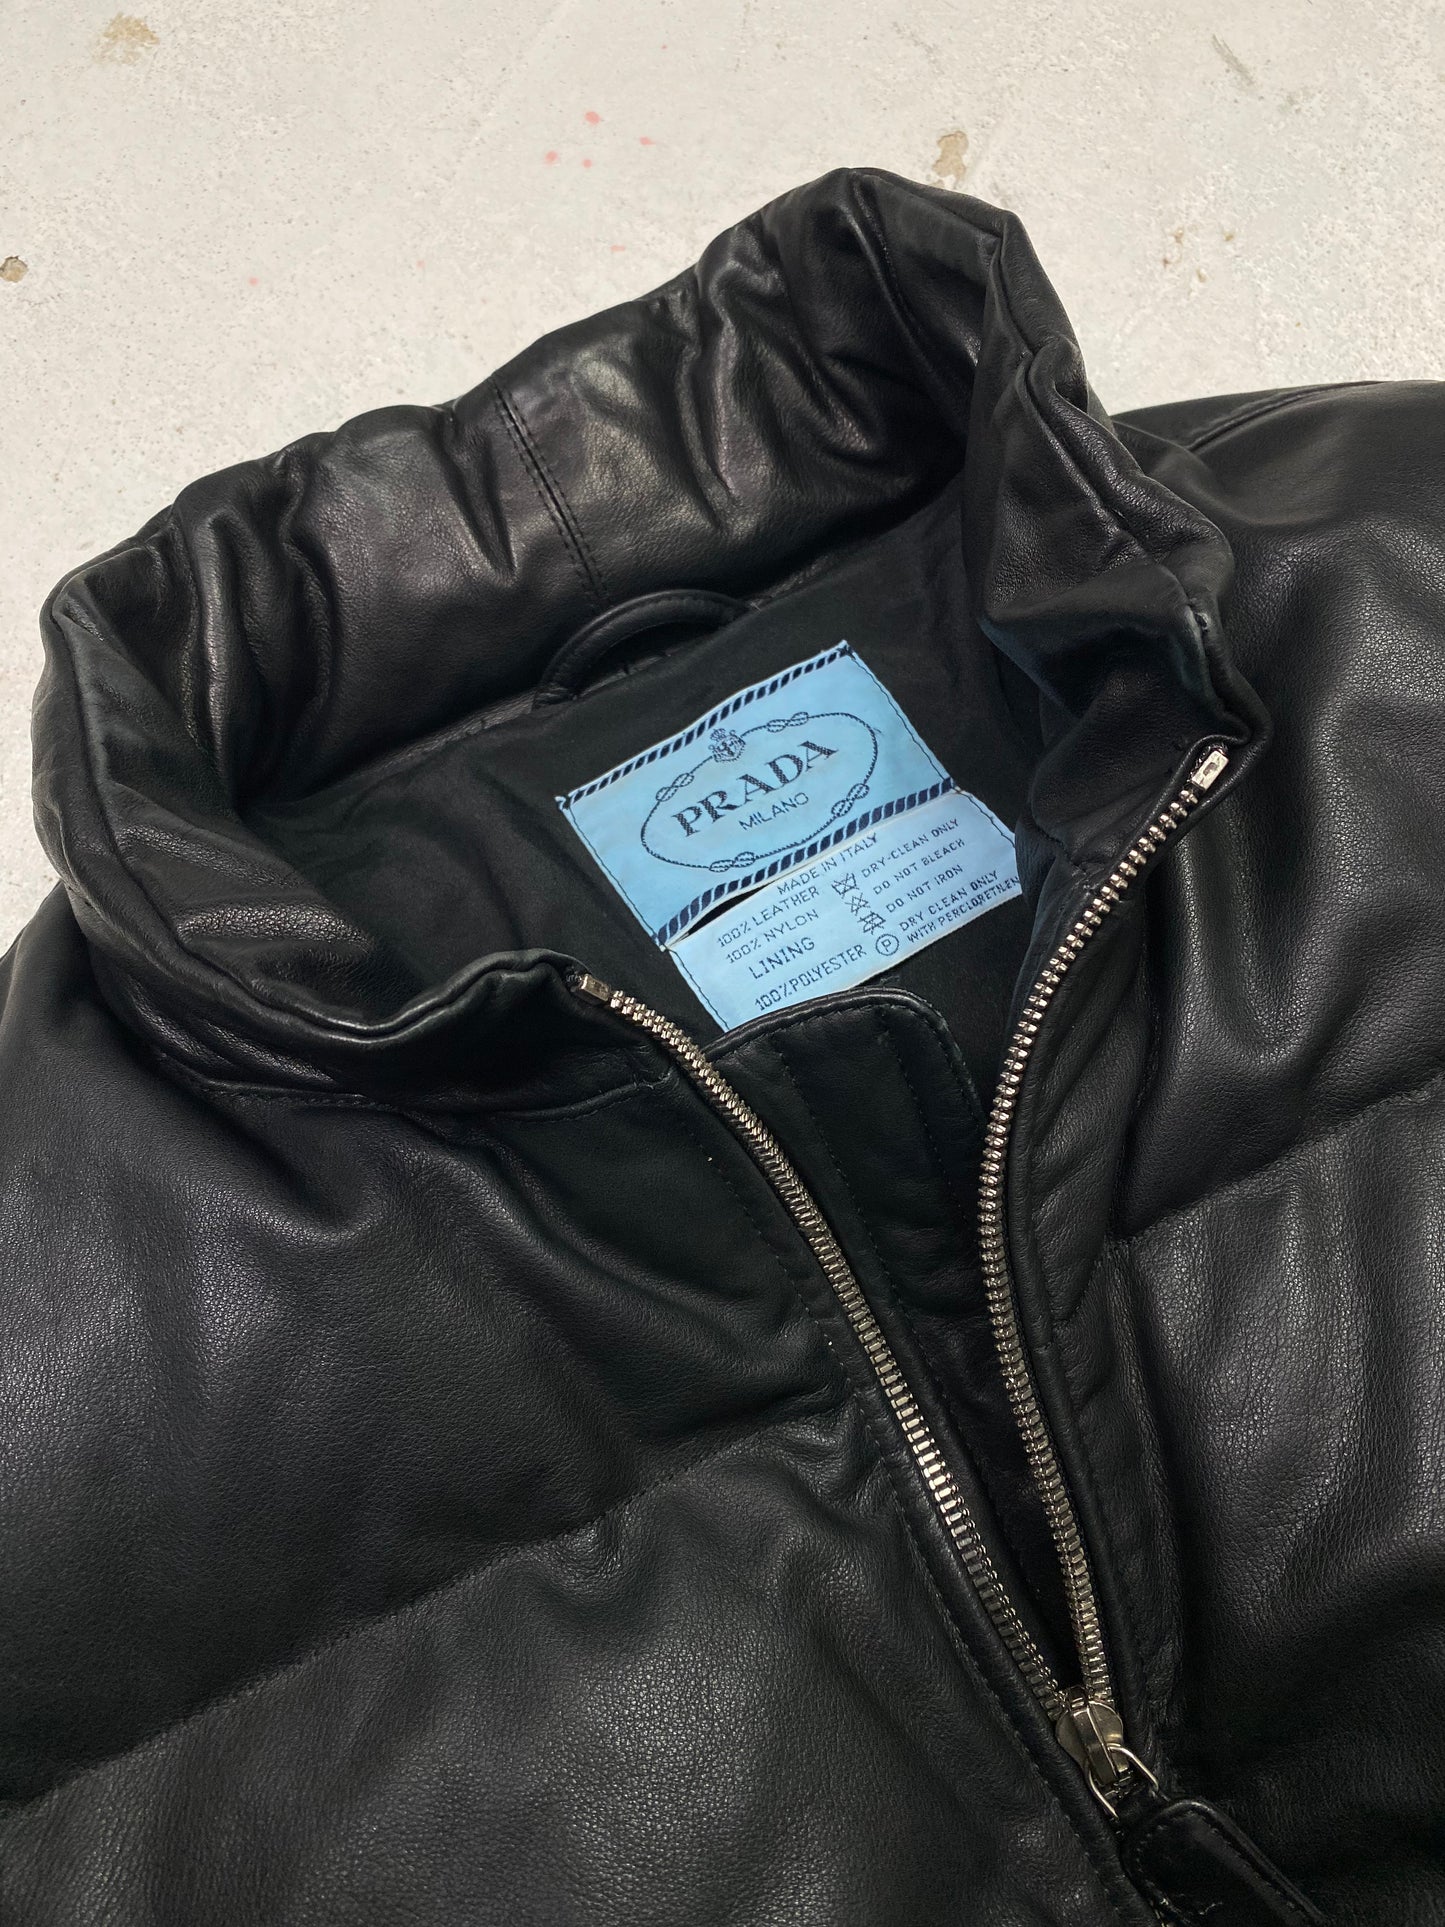 PRADA
MILANO
MADE IN ITALY
100% LEATHER
100% NYLON
LINING
100% POLYESTER
DRY-CLEAN ONLY
DO NOT BLEACH
DO NOT IRON
P
DRY CLEAN ONLY
WITH PERCLORETHLEN